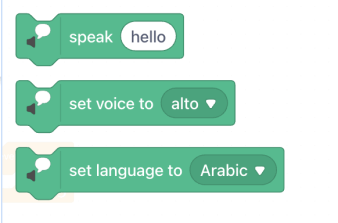 speak hello
set voice to alto
set language to Arabic